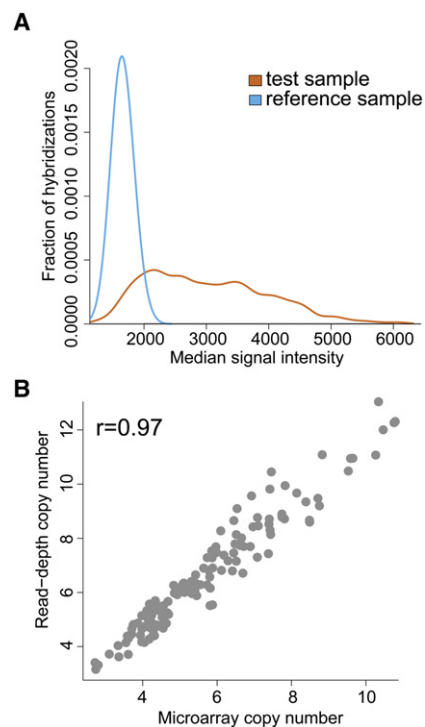 A
0.0020
0.0015
0.0010
0.0005
0.0000
Fraction of hybridizations
test sample
reference sample
2000 3000 4000 5000 6000
Median signal intensity
B
r=0.97
12
10
8
6
4
Read−depth copy number
4 6 8 10
Microarray copy number